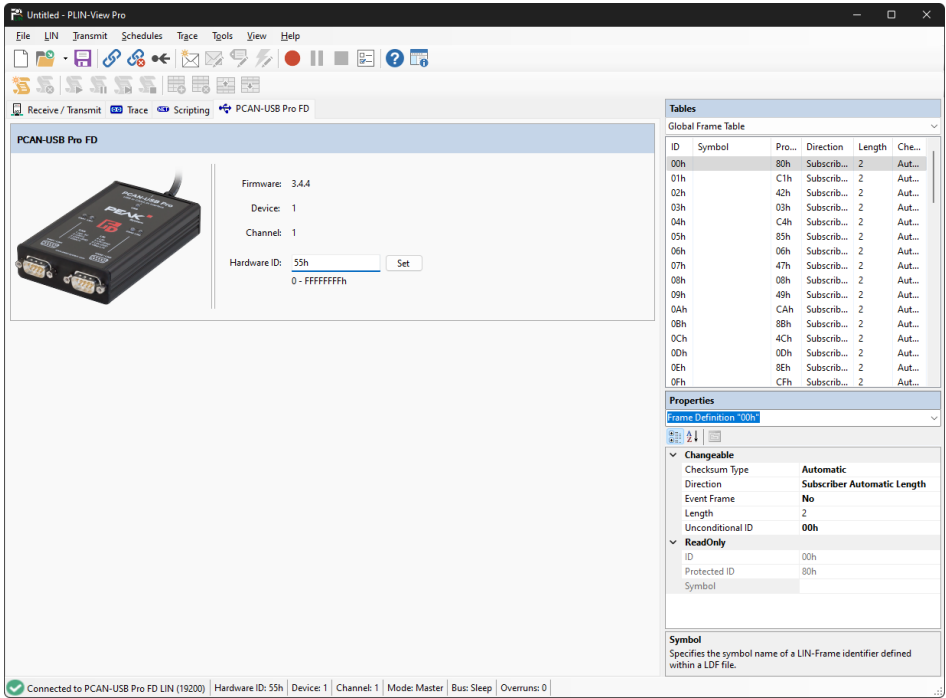 Untitled - PLIN-View Pro
File LIN Transmit Schedules Trace Tools View Help
Receive / Transmit Trace Scripting PCAN-USB Pro FD
PCAN-USB Pro FD
PCAN-USB Pro
PEAK
FD
Firmware: 3.4.4
Device: 1
Channel: 1
Hardware ID: 55h Set
0 - FFFFFFFFh
Tables
Global Frame Table
ID Symbol Pro... Direction Length Che...
00h 80h Subscrib... 2 Aut...
01h C1h Subscrib... 2 Aut...
02h 42h Subscrib... 2 Aut...
03h 03h Subscrib... 2 Aut...
04h C4h Subscrib... 2 Aut...
05h 85h Subscrib... 2 Aut...
06h 06h Subscrib... 2 Aut...
07h 47h Subscrib... 2 Aut...
08h 08h Subscrib... 2 Aut...
09h 49h Subscrib... 2 Aut...
0Ah CAh Subscrib... 2 Aut...
0Bh 8Bh Subscrib... 2 Aut...
0Ch 4Ch Subscrib... 2 Aut...
0Dh 0Dh Subscrib... 2 Aut...
0Eh 8Eh Subscrib... 2 Aut...
0Fh CFh Subscrib... 2 Aut...
Properties
Frame Definition "00h"
Changeable
Checksum Type Automatic
Direction Subscriber Automatic Length
Event Frame No
Length 2
Unconditional ID 00h
ReadOnly
ID 00h
Protected ID 80h
Symbol
Symbol
Specifies the symbol name of a LIN-Frame identifier defined
within a LDF file.
Connected to PCAN-USB Pro FD LIN (19200) Hardware ID: 55h Device: 1 Channel: 1 Mode: Master Bus: Sleep Overruns: 0